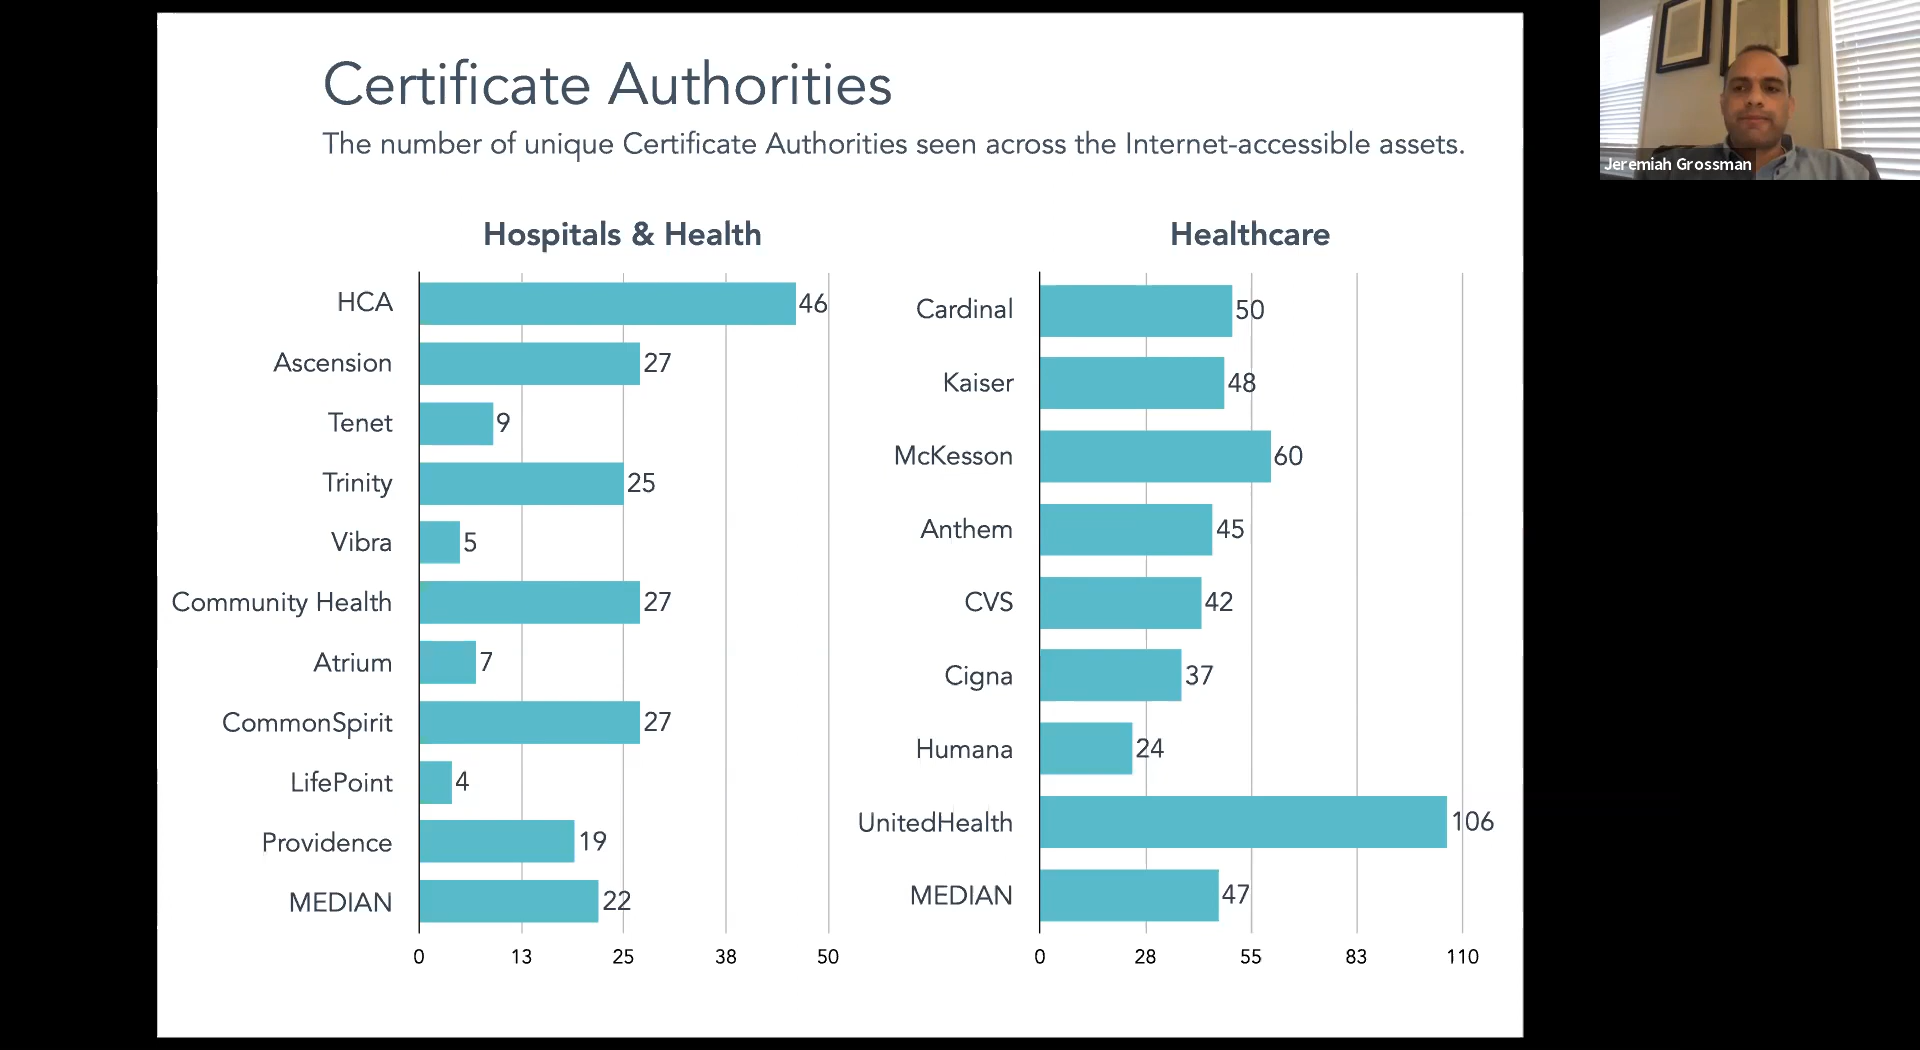 Certificate Authorities
The number of unique Certificate Authorities seen across the Internet-accessible assets.
Jeremiah Grossman
Hospitals & Health
HCA 46
Ascension 27
Tenet 9
Trinity 25
Vibra 5
Community Health 27
Atrium 7
CommonSpirit 27
LifePoint 4
Providence 19
MEDIAN 22
0 13 25 38 50
Healthcare
Cardinal 50
Kaiser 48
McKesson 60
Anthem 45
CVS 42
Cigna 37
Humana 24
UnitedHealth 106
MEDIAN 47
0 28 55 83 110